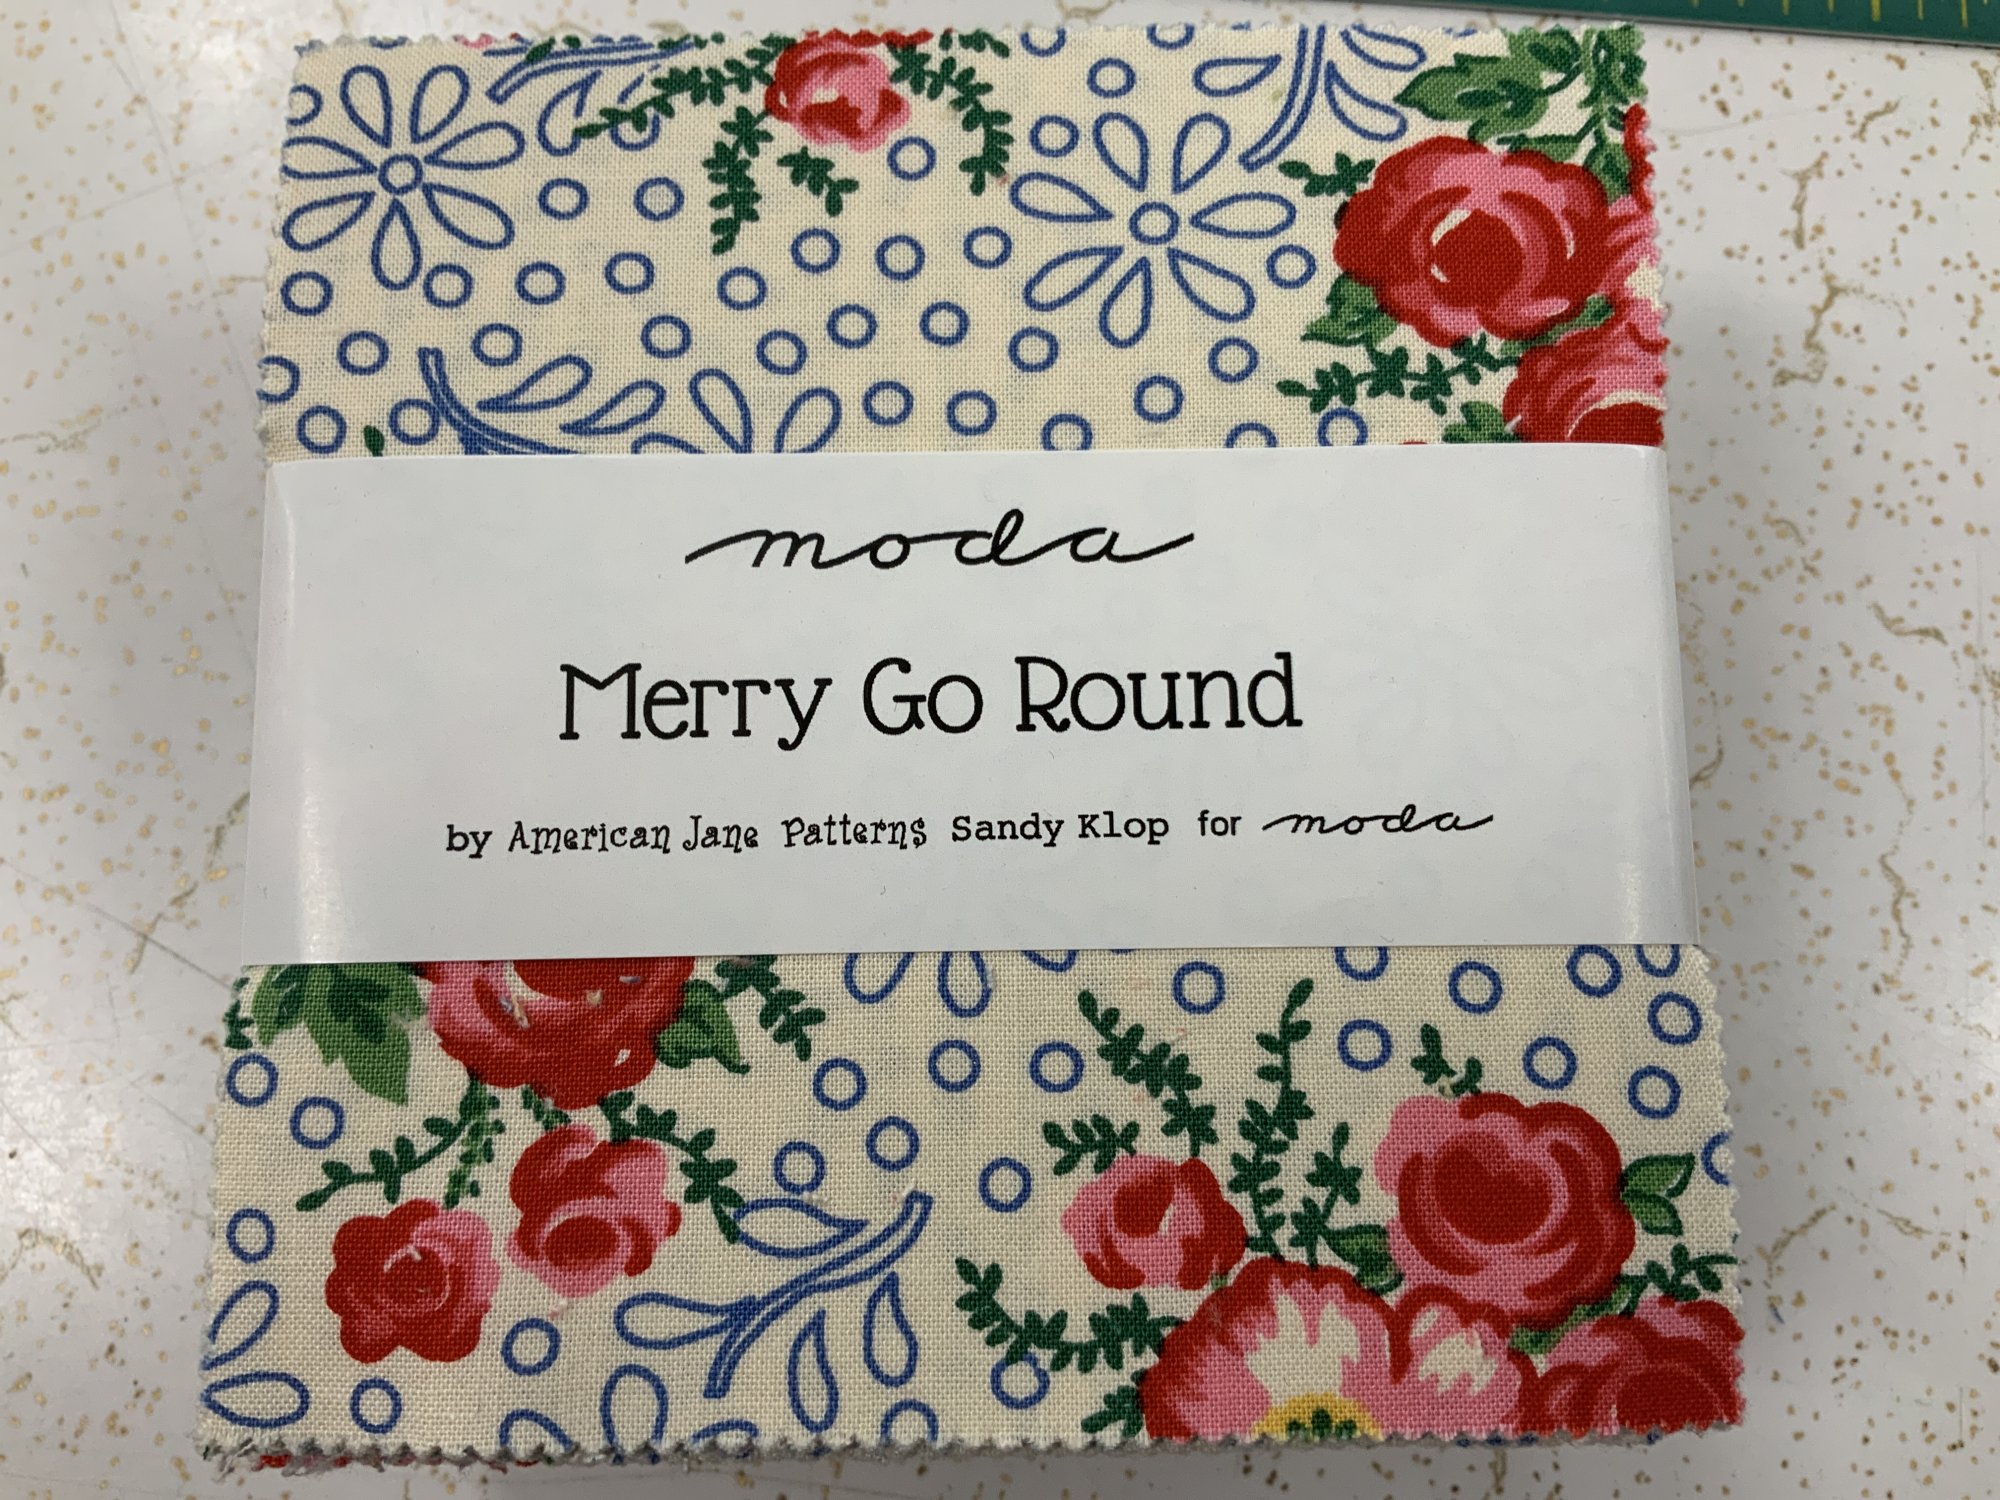 moda
Merry Go Round
by American Jane Patterns Sandy Klop for moda